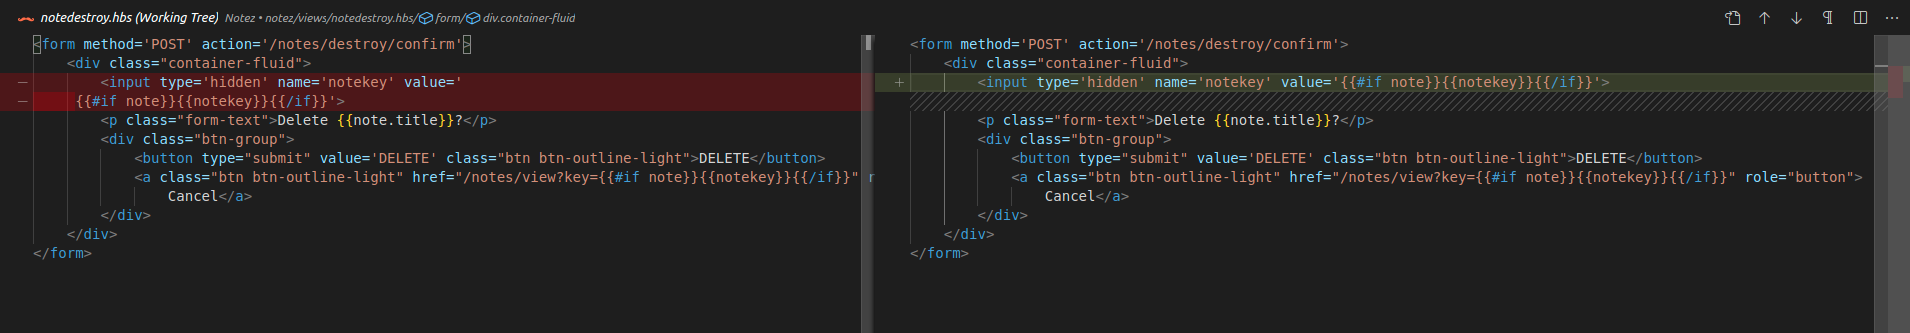 notedestroy.hbs (Working Tree) Notez • notez/views/notedestroy.hbs/ form/ div.container-fluid
<form method='POST' action='/notes/destroy/confirm'>
<div class="container-fluid">
<input type='hidden' name='notekey' value='
{{#if note}}{{notekey}}{{/if}}'>
<p class="form-text">Delete {{note.title}}?</p>
<div class="btn-group">
<button type="submit" value='DELETE' class="btn btn-outline-light">DELETE</button>
<a class="btn btn-outline-light" href="/notes/view?key={{#if note}}{{notekey}}{{/if}}" r
Cancel</a>
</div>
</div>
</form>
<form method='POST' action='/notes/destroy/confirm'>
<div class="container-fluid">
<input type='hidden' name='notekey' value='{{#if note}}{{notekey}}{{/if}}'>
<p class="form-text">Delete {{note.title}}?</p>
<div class="btn-group">
<button type="submit" value='DELETE' class="btn btn-outline-light">DELETE</button>
<a class="btn btn-outline-light" href="/notes/view?key={{#if note}}{{notekey}}{{/if}}" role="button">
Cancel</a>
</div>
</div>
</form>